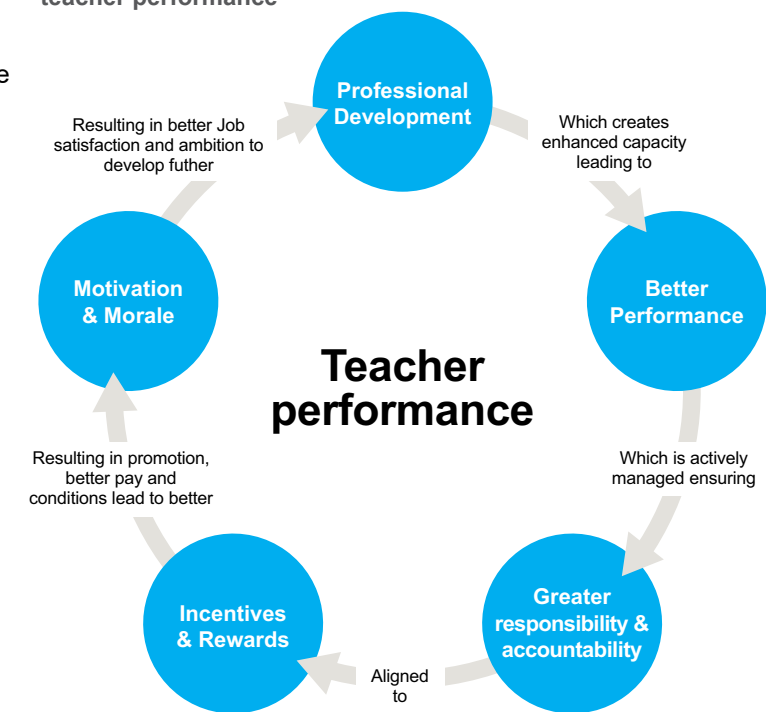 teacher performance
e
Professional
Development
Which creates
enhanced capacity
leading to
Better
Performance
Which is actively
managed ensuring
Greater
responsibility &
accountability
Aligned
to
Incentives
& Rewards
Resulting in promotion,
better pay and
conditions lead to better
Motivation
& Morale
Resulting in better Job
satisfaction and ambition to
develop futher
Teacher
performance